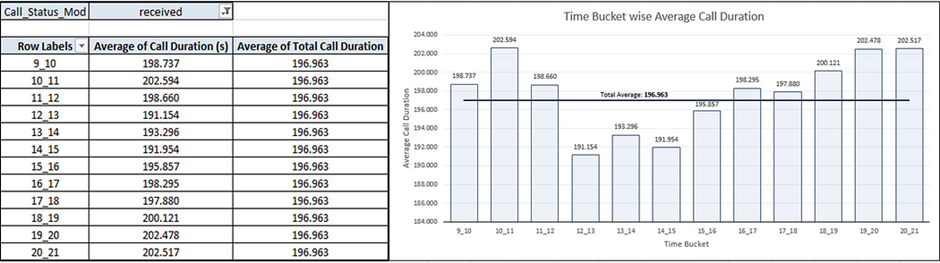 Call_Status_Mod received
Row Labels Average of Call Duration (s) Average of Total Call Duration
9_10 198.737 196.963
10_11 202.594 196.963
11_12 198.660 196.963
12_13 191.154 196.963
13_14 193.296 196.963
14_15 191.954 196.963
15_16 195.857 196.963
16_17 198.295 196.963
17_18 197.880 196.963
18_19 200.121 196.963
19_20 202.478 196.963
20_21 202.517 196.963
Time Bucket wise Average Call Duration
Average Call Duration
204.000
202.000
200.000
198.000
196.000
194.000
192.000
190.000
188.000
186.000
184.000
198.737
202.594
198.660
191.154
193.296
191.954
195.857
198.295
197.880
200.121
202.478
202.517
Total Average: 196.963
9_10 10_11 11_12 12_13 13_14 14_15 15_16 16_17 17_18 18_19 19_20 20_21
Time Bucket